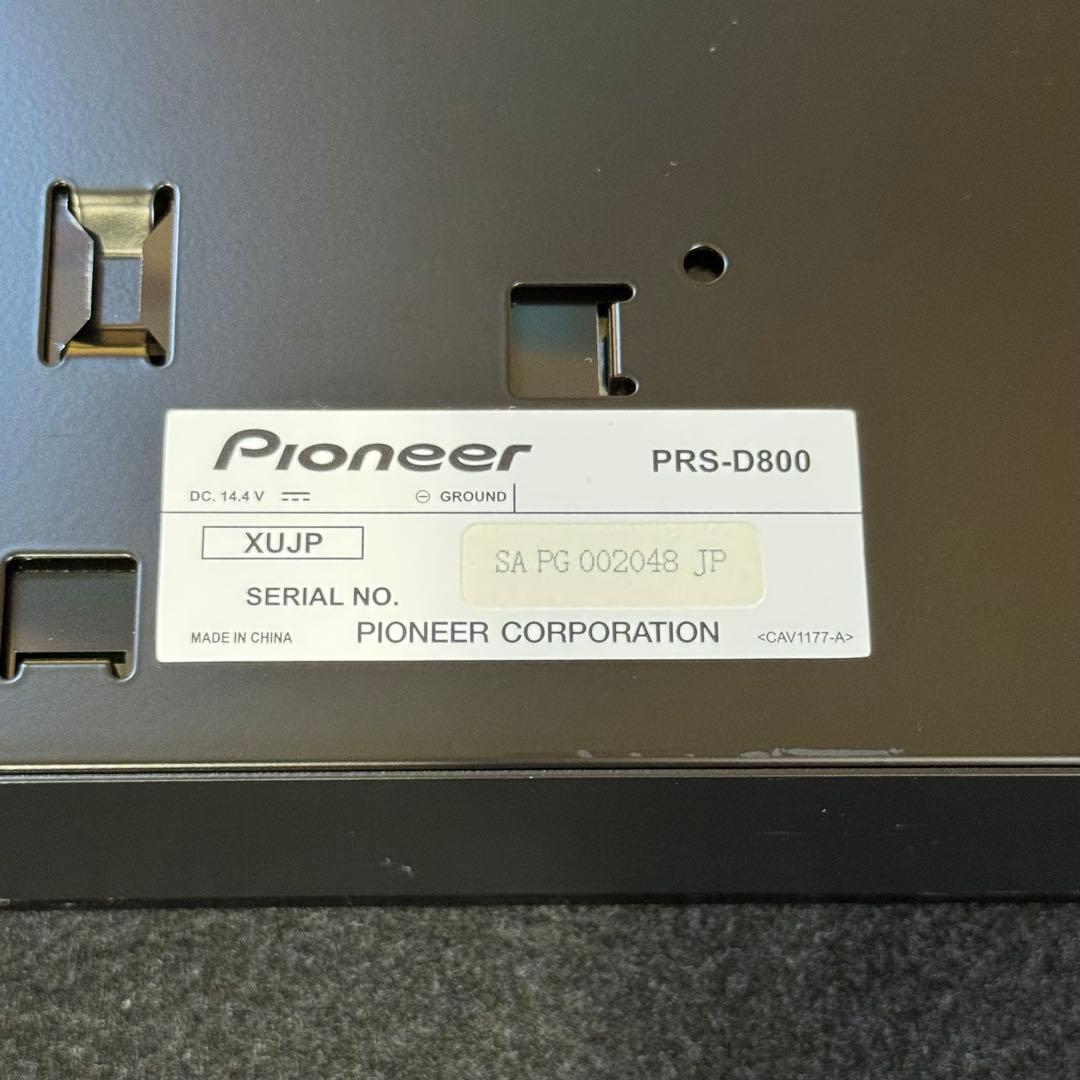 Pioneer PRS-D800
DC. 14.4 V ⎓ ⊖ GROUND
XUJP
SA PG 002048 JP
SERIAL NO.
MADE IN CHINA PIONEER CORPORATION <CAV1177-A>